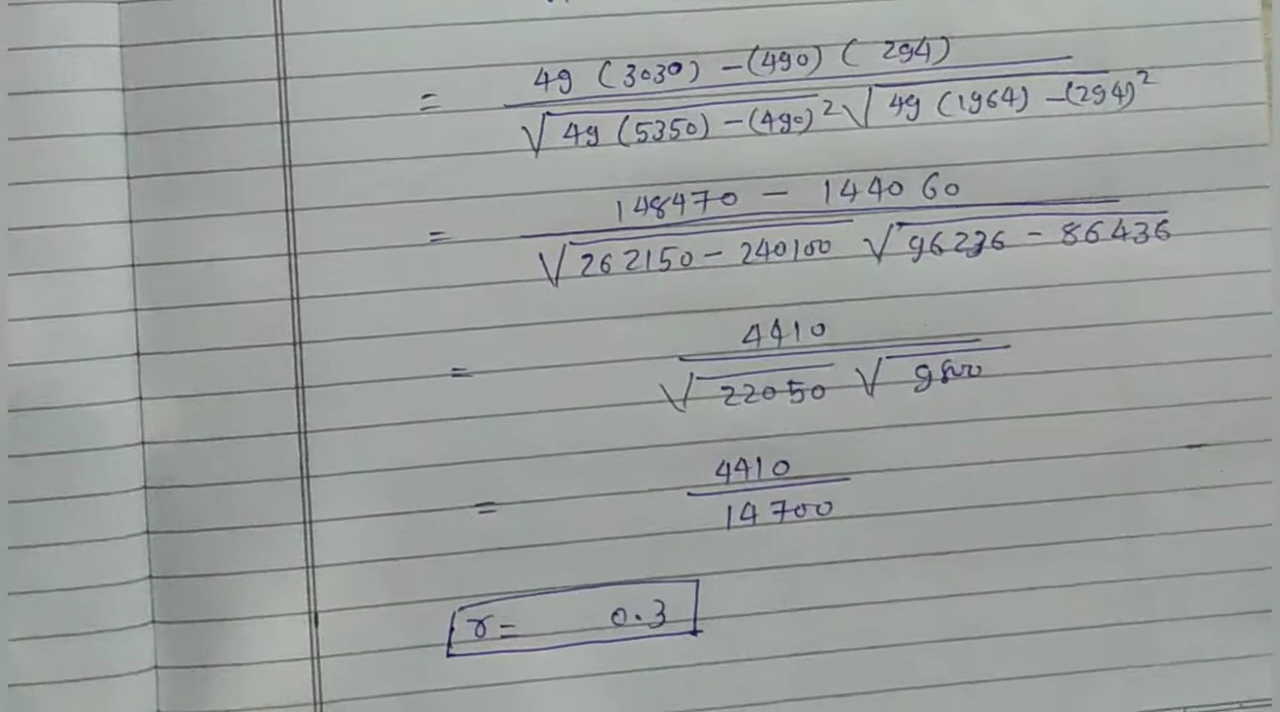 = 49 (3030) - (490) ( 294)
√49 (5350) - (490)² √49 (1964) - (294)²
= 148470 - 144060
√262150 - 240100 √96236 - 86436
= 4410
√22050 √9800
= 4410
14700
r = 0.3